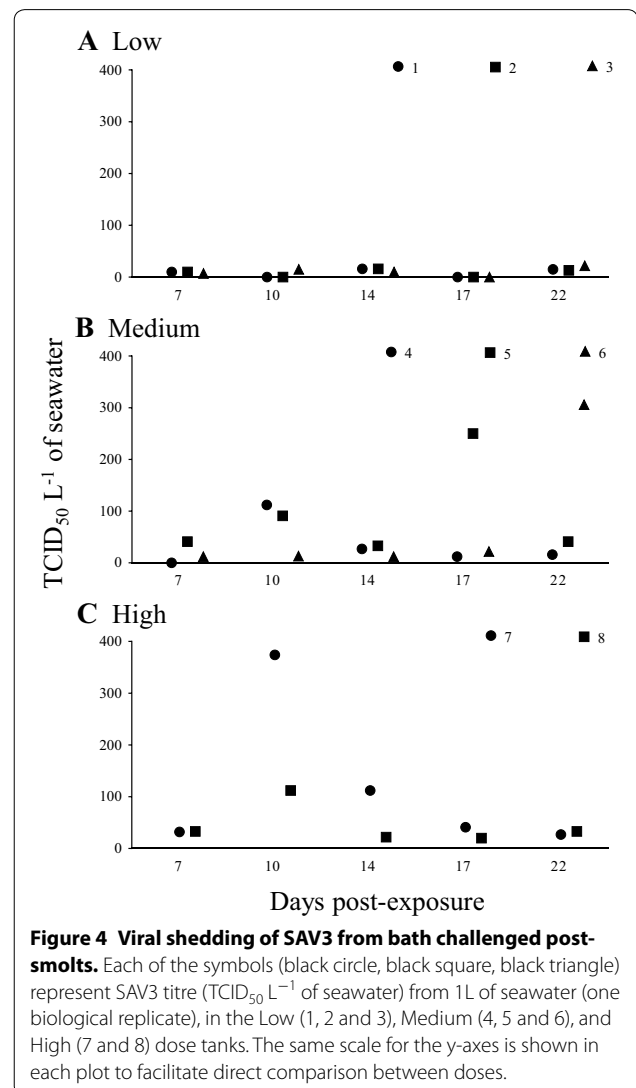 A Low
1 2 3
400
300
200
100
0
7 10 14 17 22
B Medium
4 5 6
400
300
200
100
0
7 10 14 17 22
C High
7 8
400
300
200
100
0
7 10 14 17 22
TCID50 L-1 of seawater
Days post-exposure
Figure 4 Viral shedding of SAV3 from bath challenged post-
smolts. Each of the symbols (black circle, black square, black triangle)
represent SAV3 titre (TCID50 L−1 of seawater) from 1L of seawater (one
biological replicate), in the Low (1, 2 and 3), Medium (4, 5 and 6), and
High (7 and 8) dose tanks. The same scale for the y-axes is shown in
each plot to facilitate direct comparison between doses.